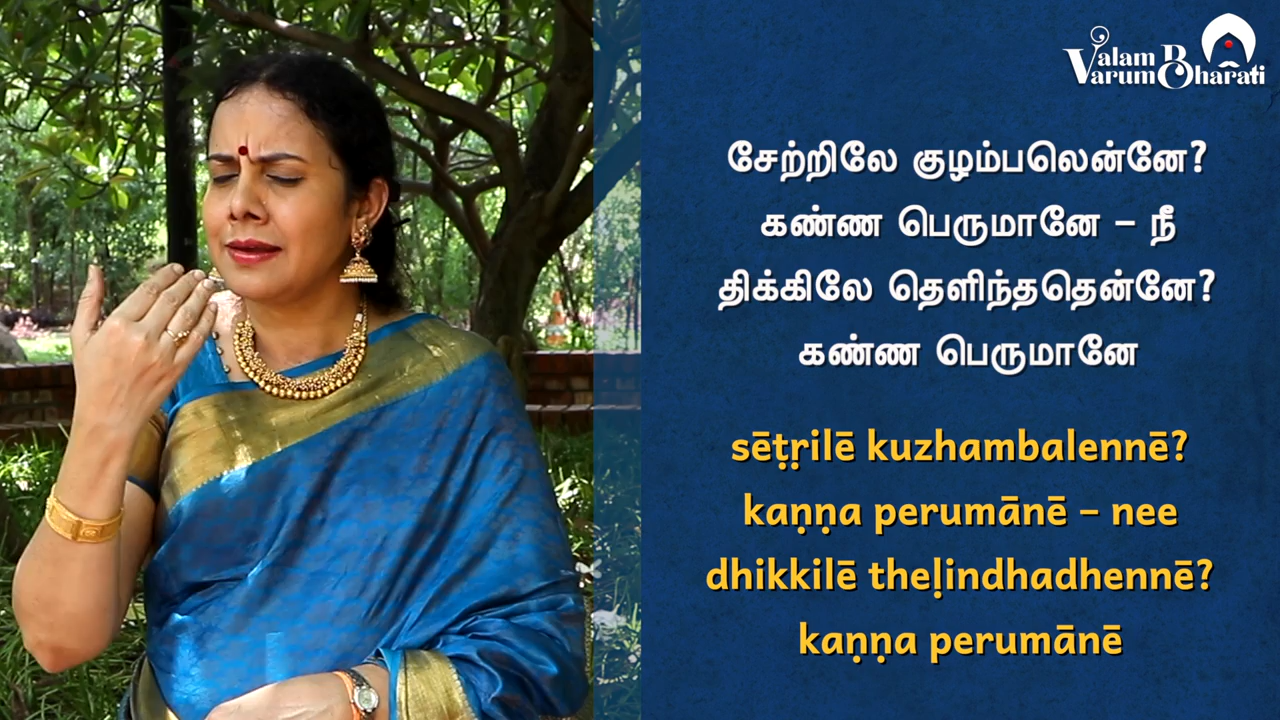 Valam
Varum Bharati
சேற்றிலே குழம்பலென்னே?
கண்ண பெருமானே – நீ
திக்கிலே தெளிந்ததென்னே?
கண்ண பெருமானே
sēṭṛilē kuzhambalennē?
kaṇṇa perumānē – nee
dhikkilē theḷindhadhennē?
kaṇṇa perumānē